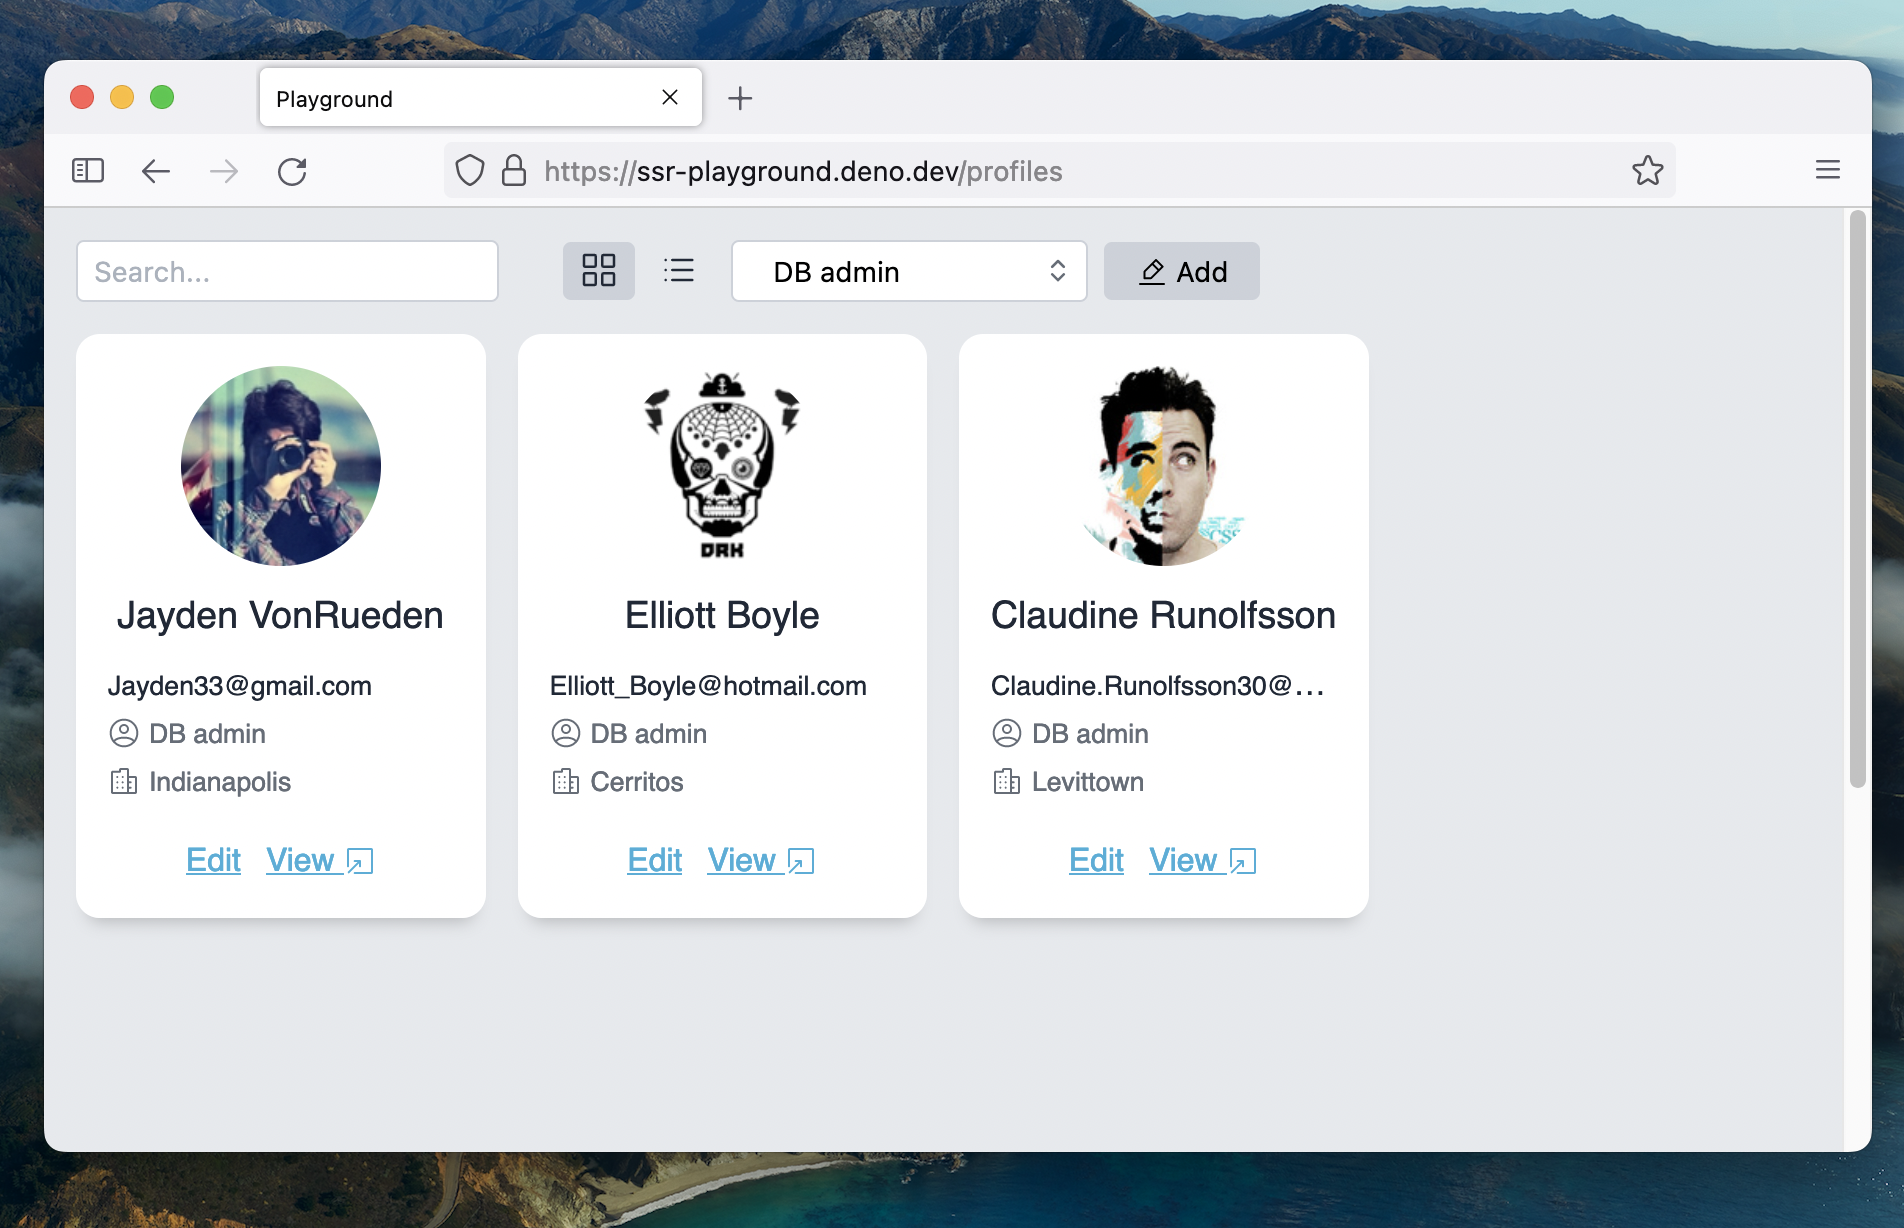 Playground
https://ssr-playground.deno.dev/profiles
Search...
DB admin
Add
DRK
CSS
Jayden VonRueden
Jayden33@gmail.com
DB admin
Indianapolis
Edit View
Elliott Boyle
Elliott_Boyle@hotmail.com
DB admin
Cerritos
Edit View
Claudine Runolfsson
Claudine.Runolfsson30@...
DB admin
Levittown
Edit View